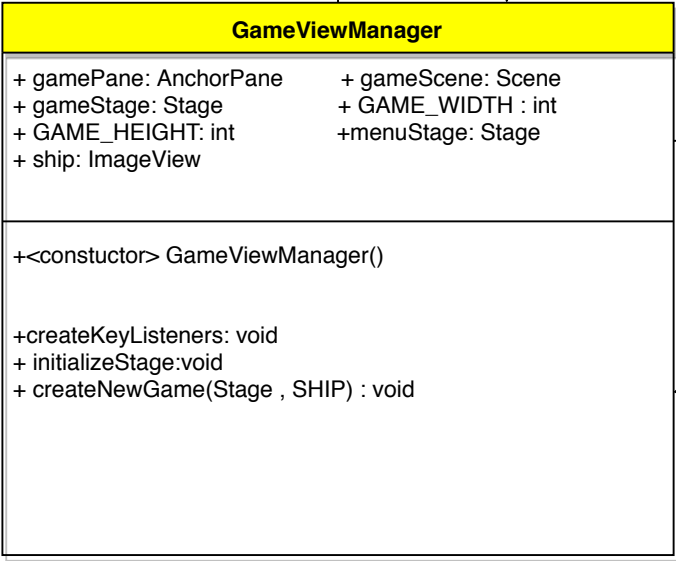 GameViewManager
+ gamePane: AnchorPane + gameScene: Scene
+ gameStage: Stage + GAME_WIDTH : int
+ GAME_HEIGHT: int +menuStage: Stage
+ ship: ImageView
+<constuctor> GameViewManager()
+createKeyListeners: void
+ initializeStage:void
+ createNewGame(Stage , SHIP) : void